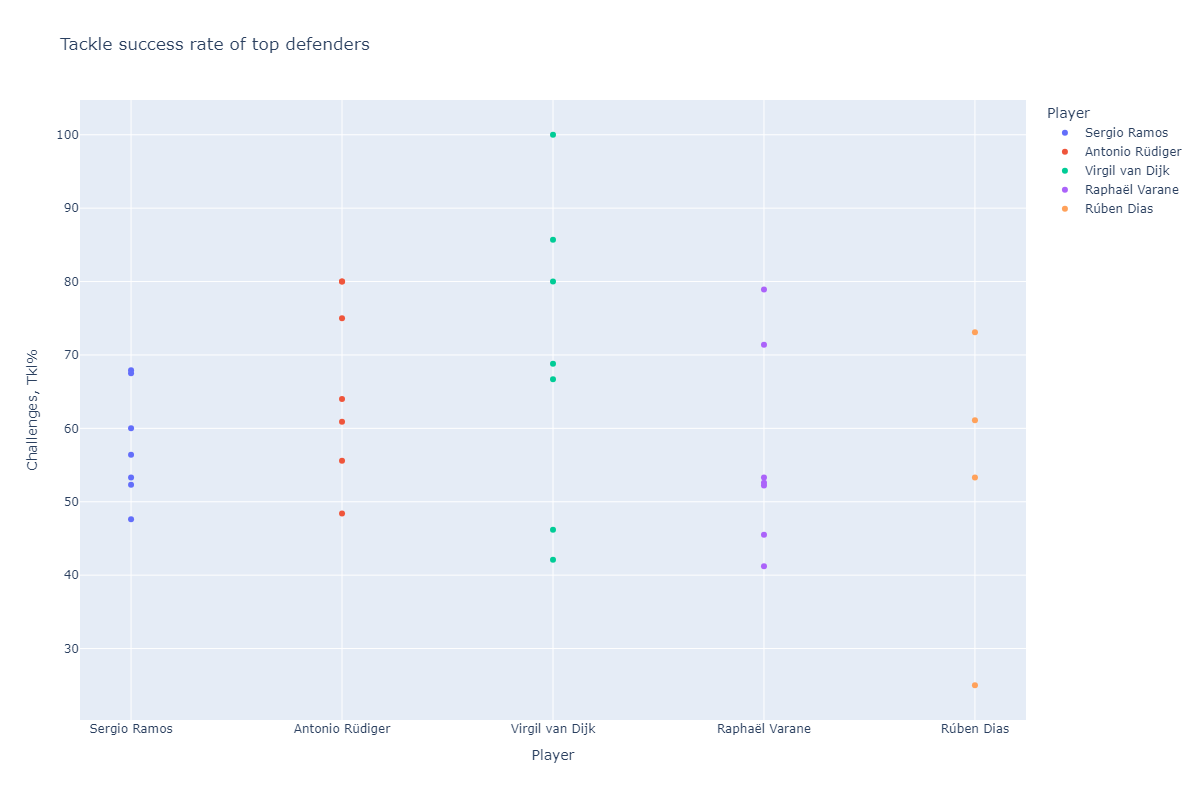 Tackle success rate of top defenders
Player
Sergio Ramos
Antonio Rüdiger
Virgil van Dijk
Raphaël Varane
Rúben Dias
100
90
80
70
60
50
40
30
Challenges, Tkl%
Sergio Ramos
Antonio Rüdiger
Virgil van Dijk
Raphaël Varane
Rúben Dias
Player